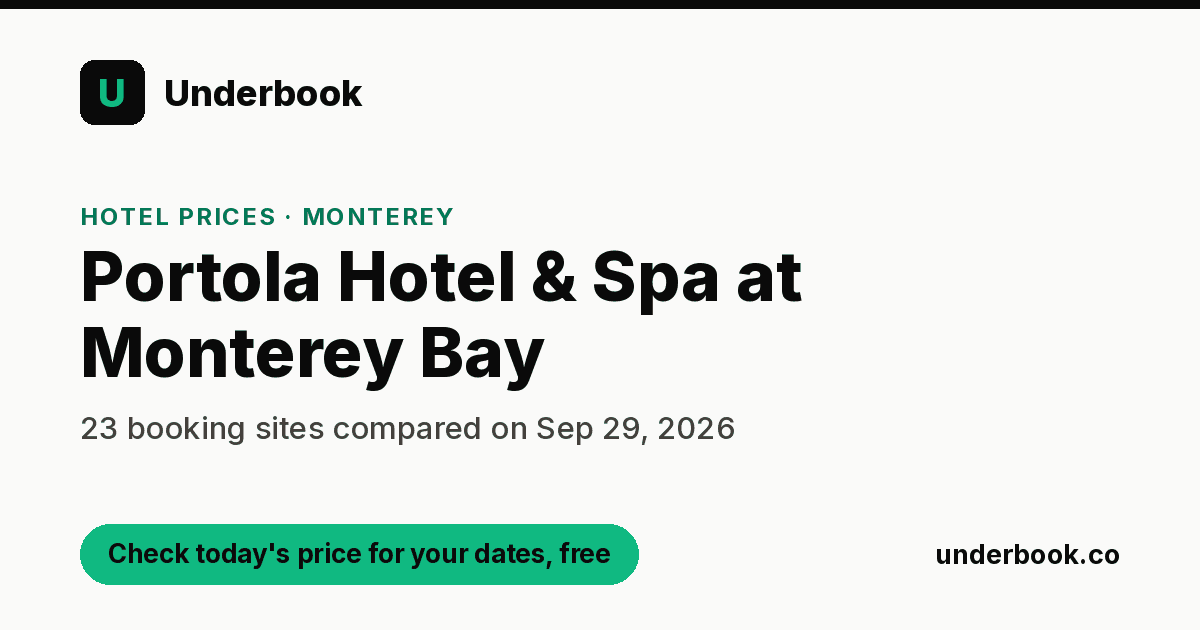 U Underbook
HOTEL PRICES · MONTEREY
Portola Hotel & Spa at
Monterey Bay
23 booking sites compared on Sep 29, 2026
Check today's price for your dates, free
underbook.co